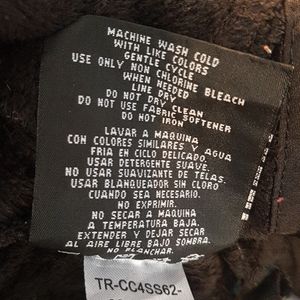 MACHINE WASH COLD
WITH LIKE COLORS
GENTLE CYCLE
USE ONLY NON CHLORINE BLEACH
WHEN NEEDED
LINE DRY
DO NOT DRY CLEAN
DO NOT USE FABRIC SOFTENER
DO NOT IRON
LAVAR A MAQUINA
CON COLORES SIMILARES Y AGUA
FRIA EN CICLO DELICADO.
USAR DETERGENTE SUAVE.
NO USAR SUAVIZANTE DE TELAS.
USAR BLANQUEADOR SIN CLORO
CUANDO SEA NECESARIO.
NO EXPRIMIR.
NO SECAR A MAQUINA
A TEMPERATURA BAJA.
EXTENDER Y DEJAR SECAR
AL AIRE LIBRE BAJO SOMBRA.
NO PLANCHAR.
TR-CC4SS62-